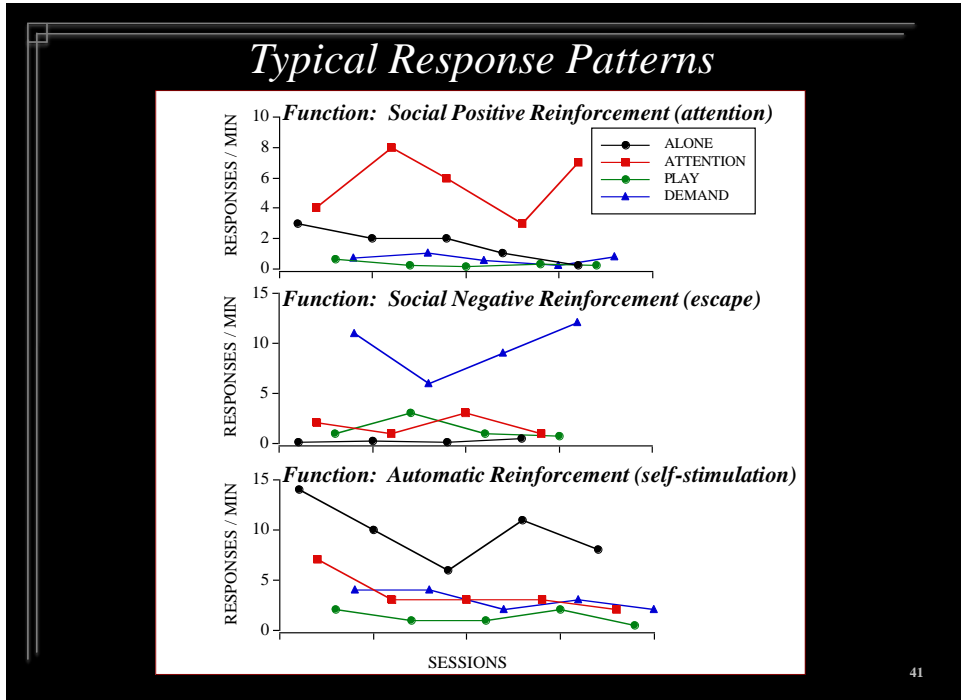 Typical Response Patterns
Function: Social Positive Reinforcement (attention)
RESPONSES / MIN
10
8
6
4
2
0
ALONE
ATTENTION
PLAY
DEMAND
Function: Social Negative Reinforcement (escape)
RESPONSES / MIN
15
10
5
0
Function: Automatic Reinforcement (self-stimulation)
RESPONSES / MIN
15
10
5
0
SESSIONS
41